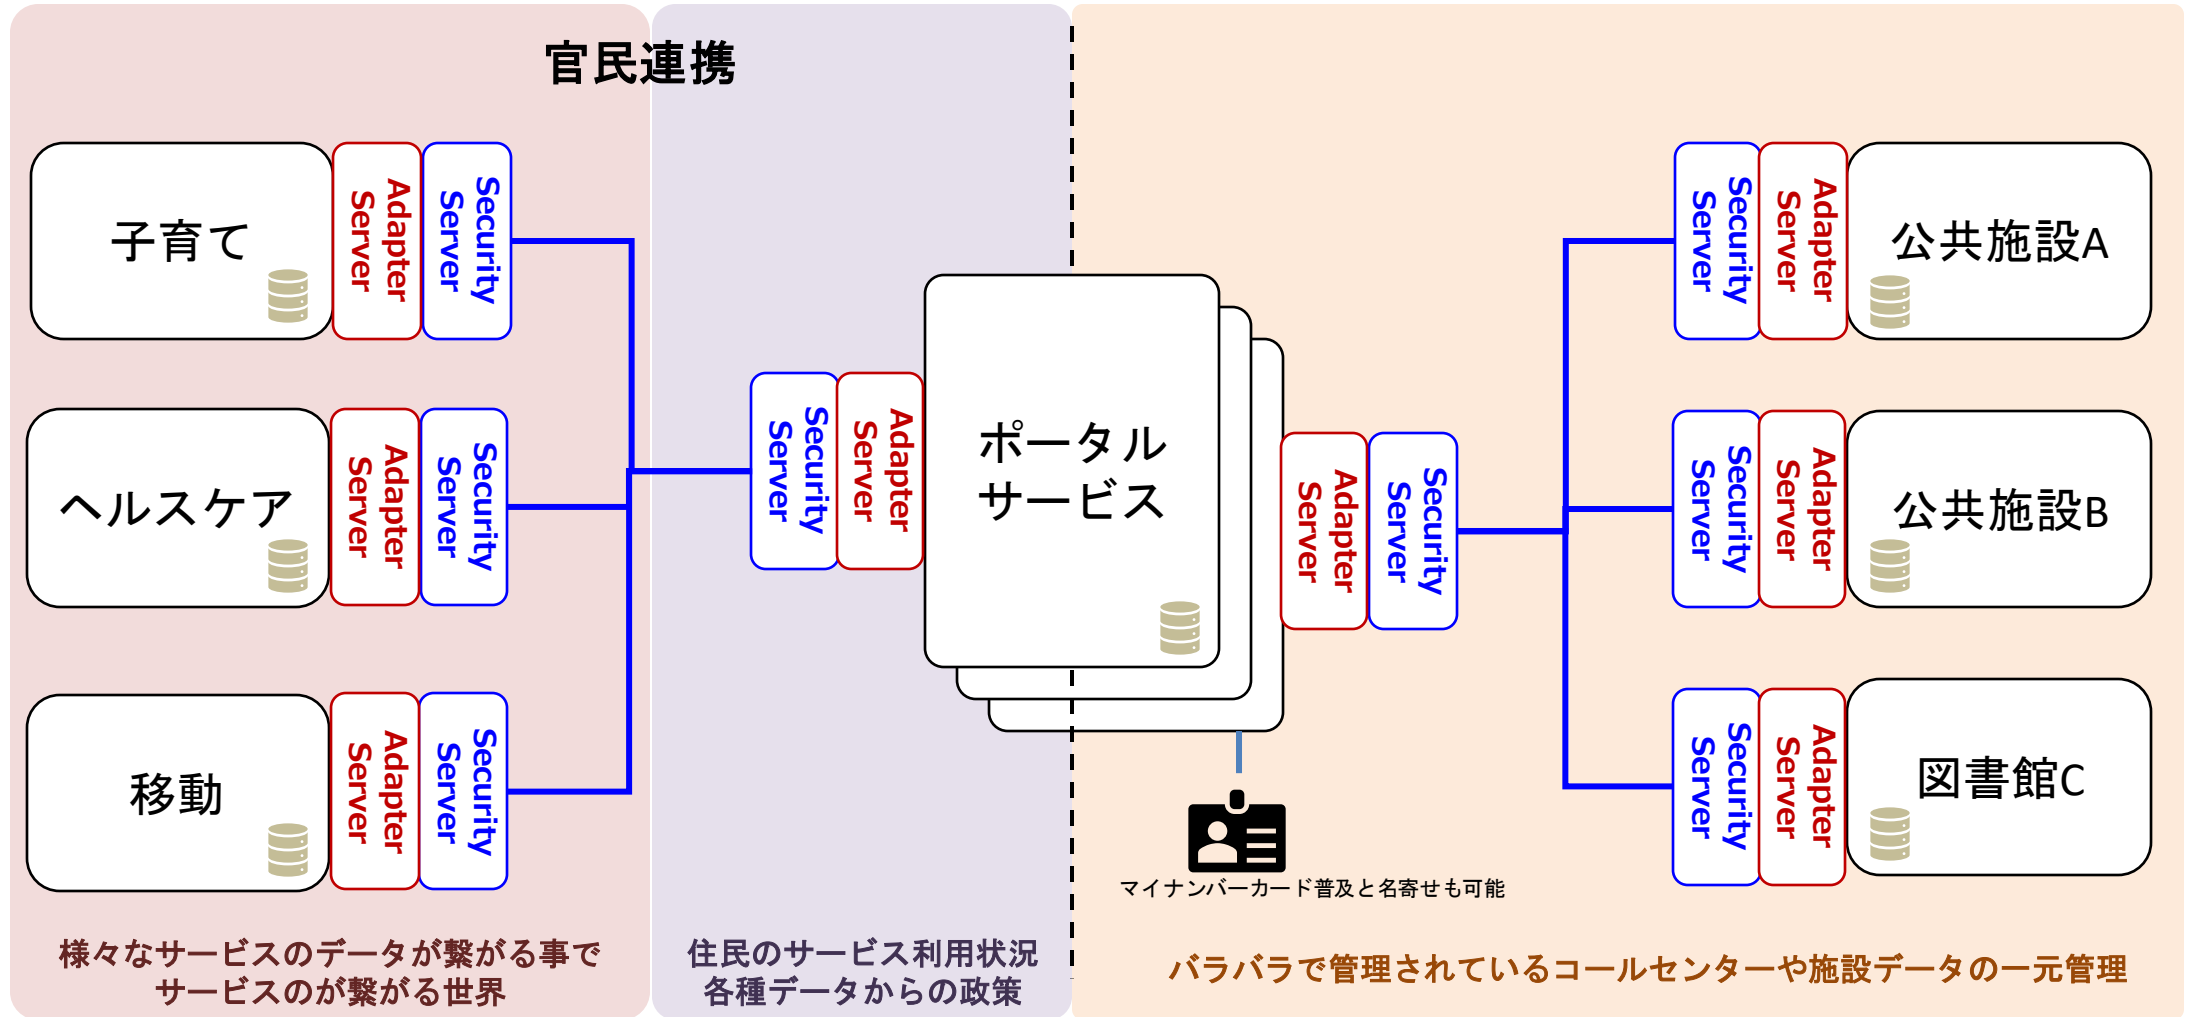 官民連携
子育て
Adapter
Server
Security
Server
ヘルスケア
Adapter
Server
Security
Server
移動
Adapter
Server
Security
Server
Security
Server
Adapter
Server
ポータル
サービス
Adapter
Server
Security
Server
Security
Server
Adapter
Server
公共施設A
Security
Server
Adapter
Server
公共施設B
Security
Server
Adapter
Server
図書館C
マイナンバーカード普及と名寄せも可能
様々なサービスのデータが繋がる事で
サービスのが繋がる世界
住民のサービス利用状況
各種データからの政策
バラバラで管理されているコールセンターや施設データの一元管理